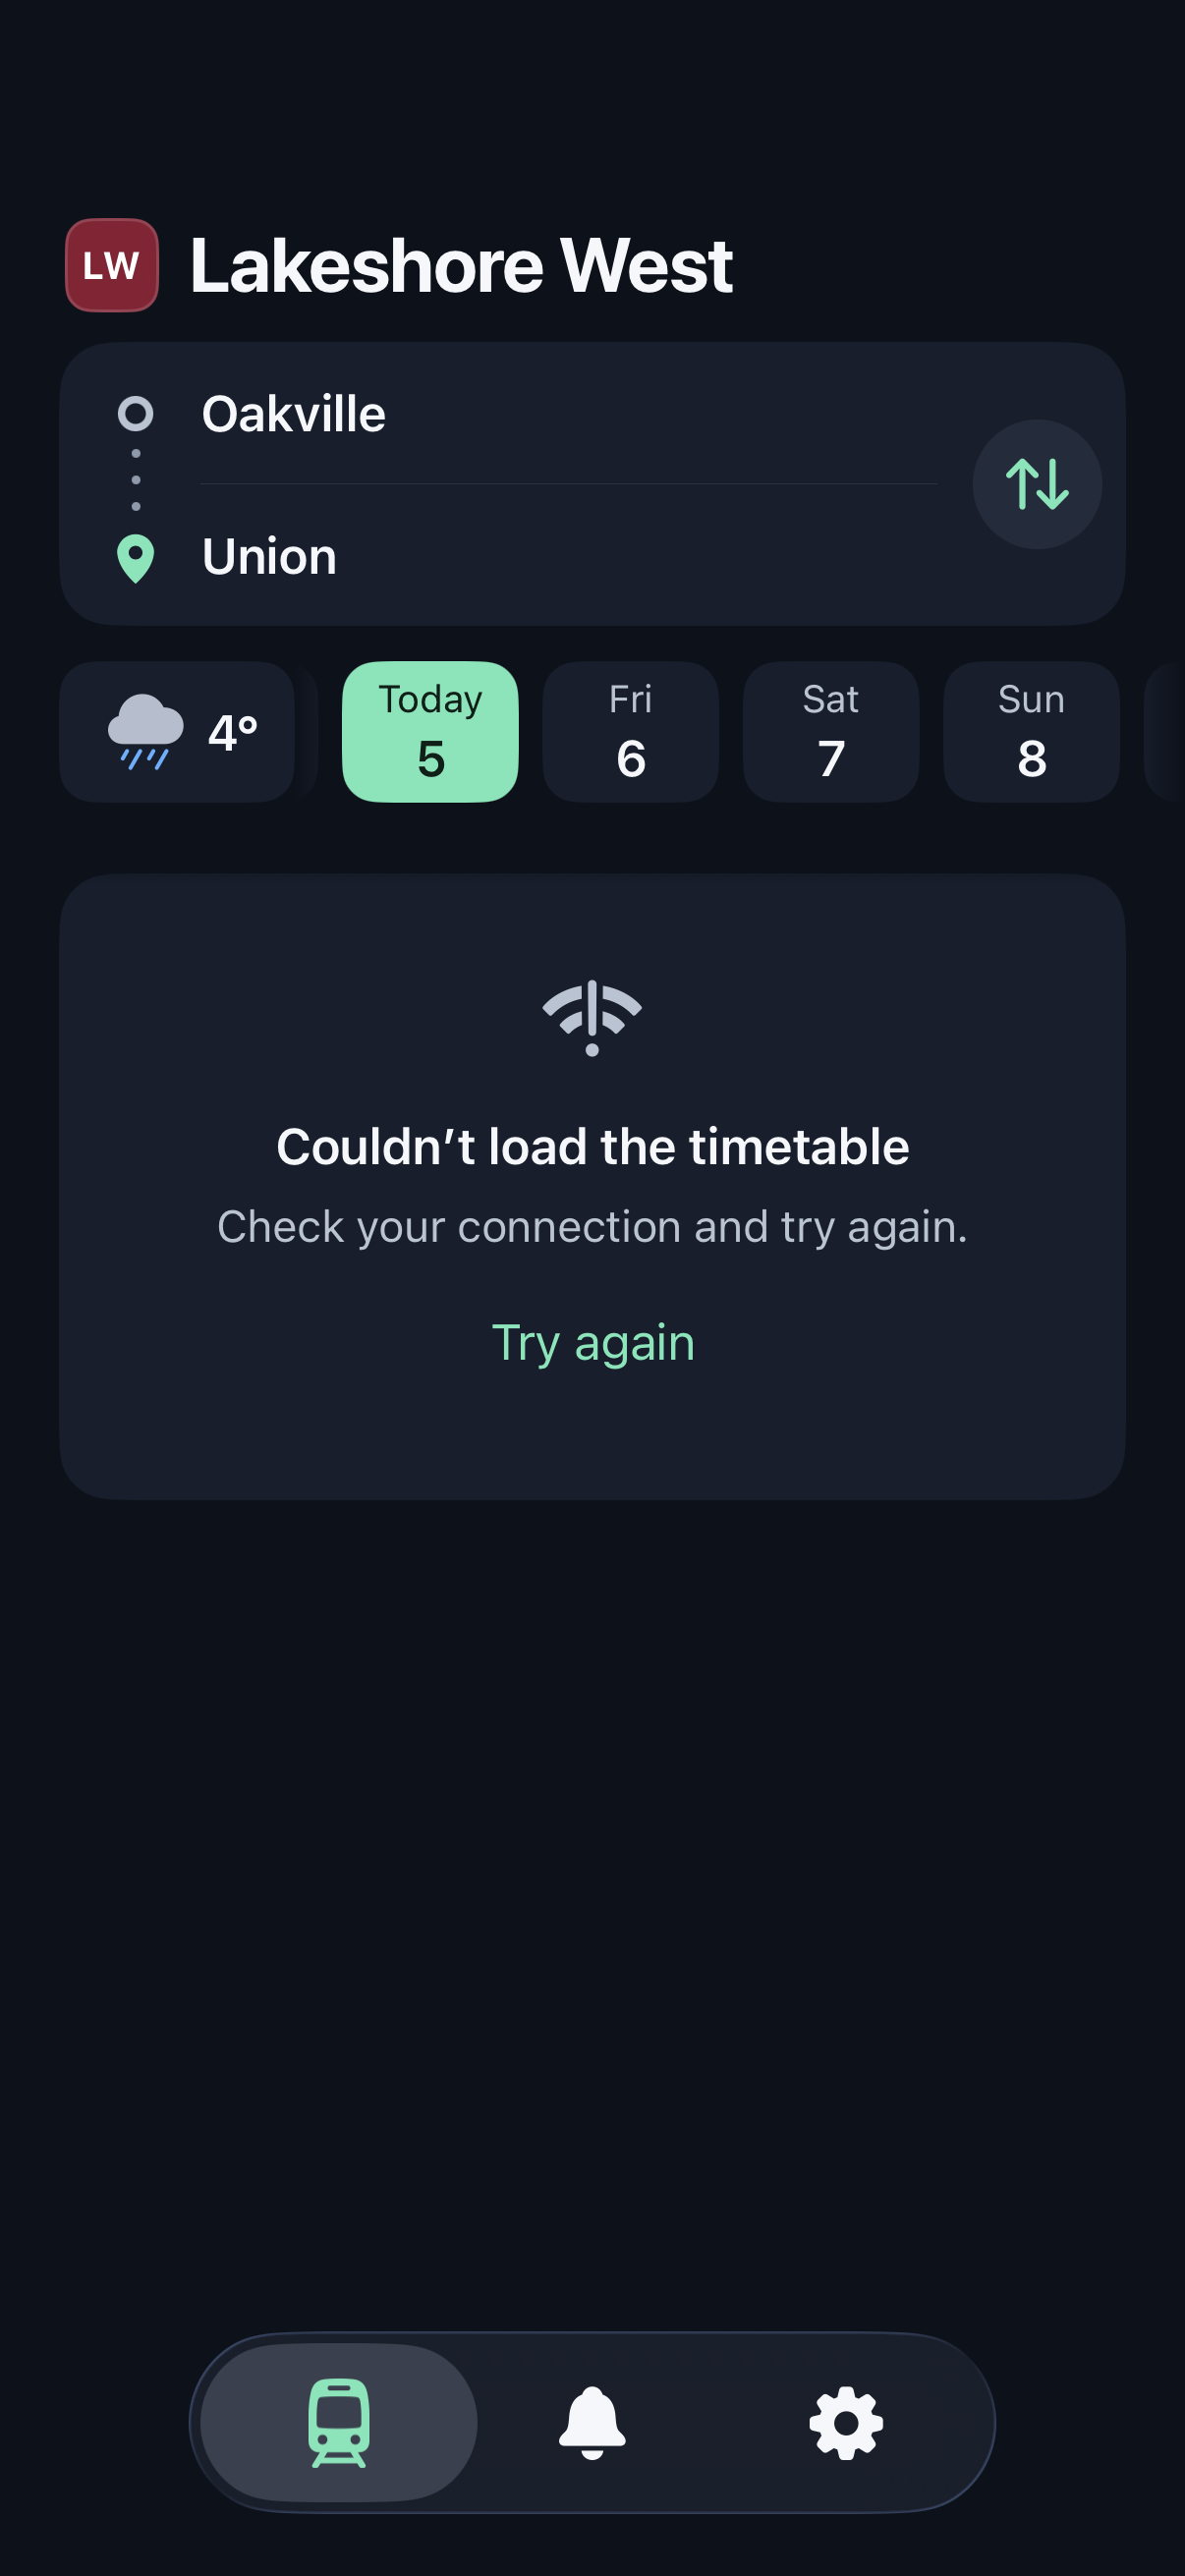 LW Lakeshore West
Oakville
Union
4° Today Fri Sat Sun
5 6 7 8
Couldn’t load the timetable
Check your connection and try again.
Try again